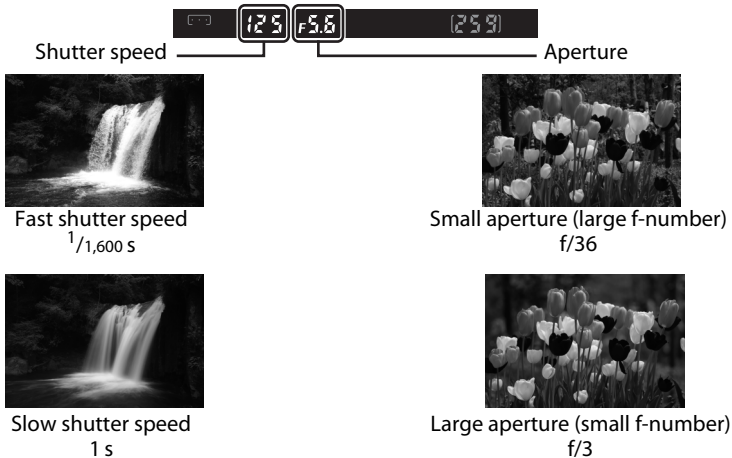 125 F5.6 [259]
Shutter speed
Aperture
Fast shutter speed
1/1,600 s
Small aperture (large f-number)
f/36
Slow shutter speed
1 s
Large aperture (small f-number)
f/3